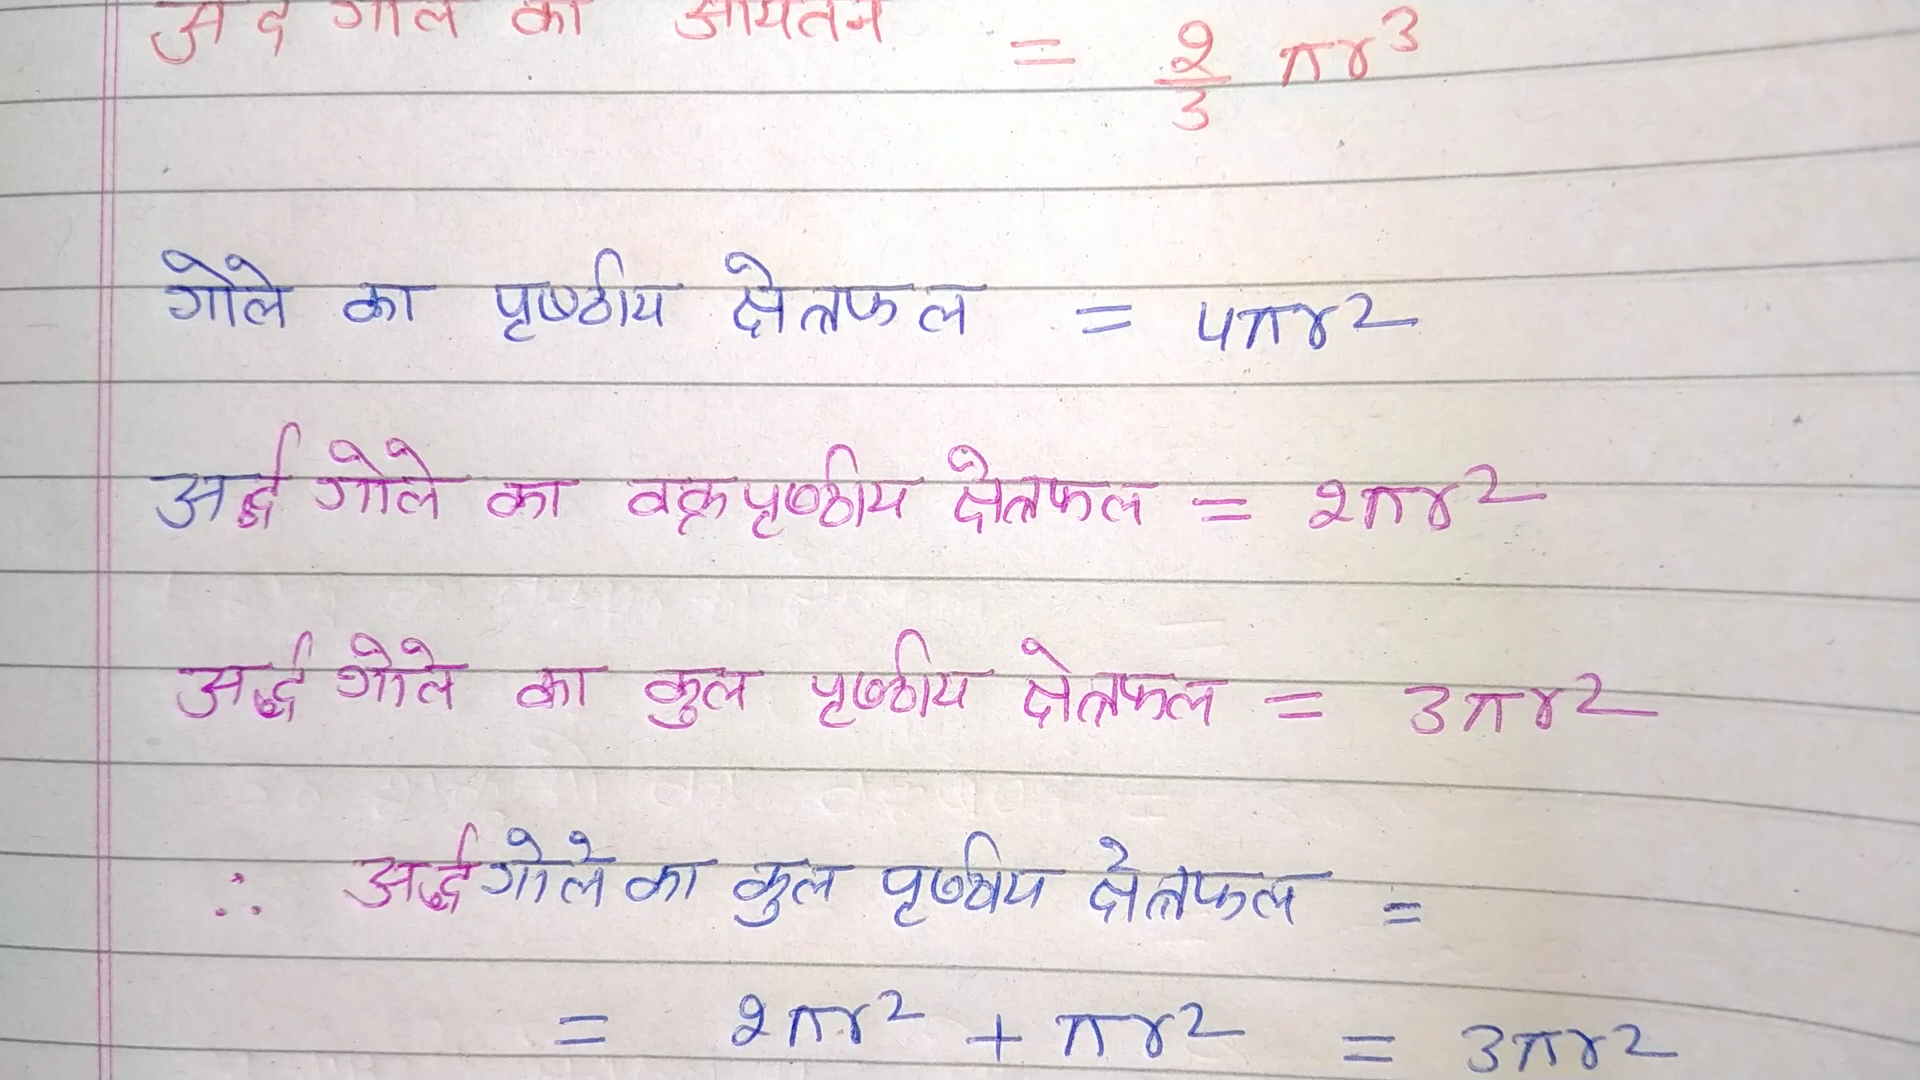 अर्द्ध गोले का आयतन = 2/3 πr³
गोले का पृष्ठीय क्षेत्रफल = 4πr²
अर्द्ध गोले का वक्रपृष्ठीय क्षेत्रफल = 2πr²
अर्द्ध गोले का कुल पृष्ठीय क्षेत्रफल = 3πr²
∴ अर्द्ध गोले का कुल पृष्ठीय क्षेत्रफल =
= 2πr² + πr² = 3πr²